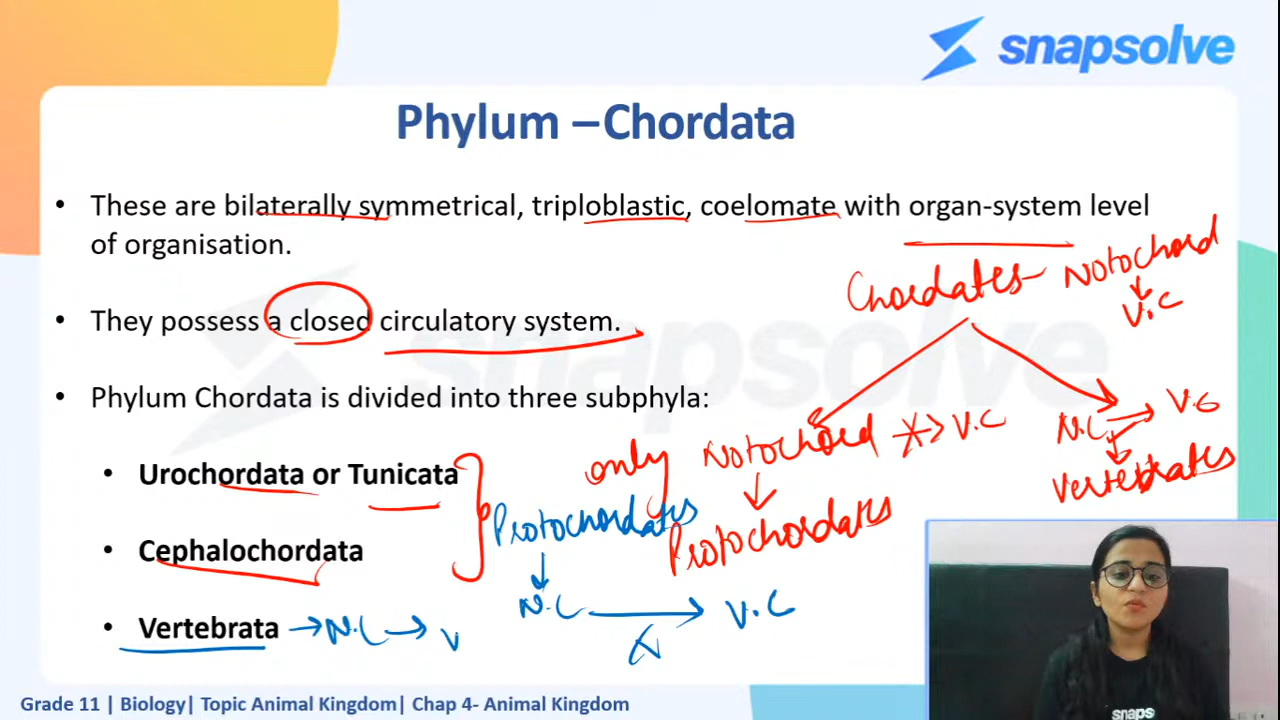 snapsolve
Phylum –Chordata
• These are bilaterally symmetrical, triploblastic, coelomate with organ-system level
of organisation.
Chordates - Notochord
V.C
• They possess a closed circulatory system.
• Phylum Chordata is divided into three subphyla:
only Notochord V.C
N.C V.C
Vertebrates
• Urochordata or Tunicata
Protochordates
Protochordates
• Cephalochordata
N.C V.C
• Vertebrata → N.C → V
Grade 11 | Biology| Topic Animal Kingdom| Chap 4- Animal Kingdom
snapso
snapsolve